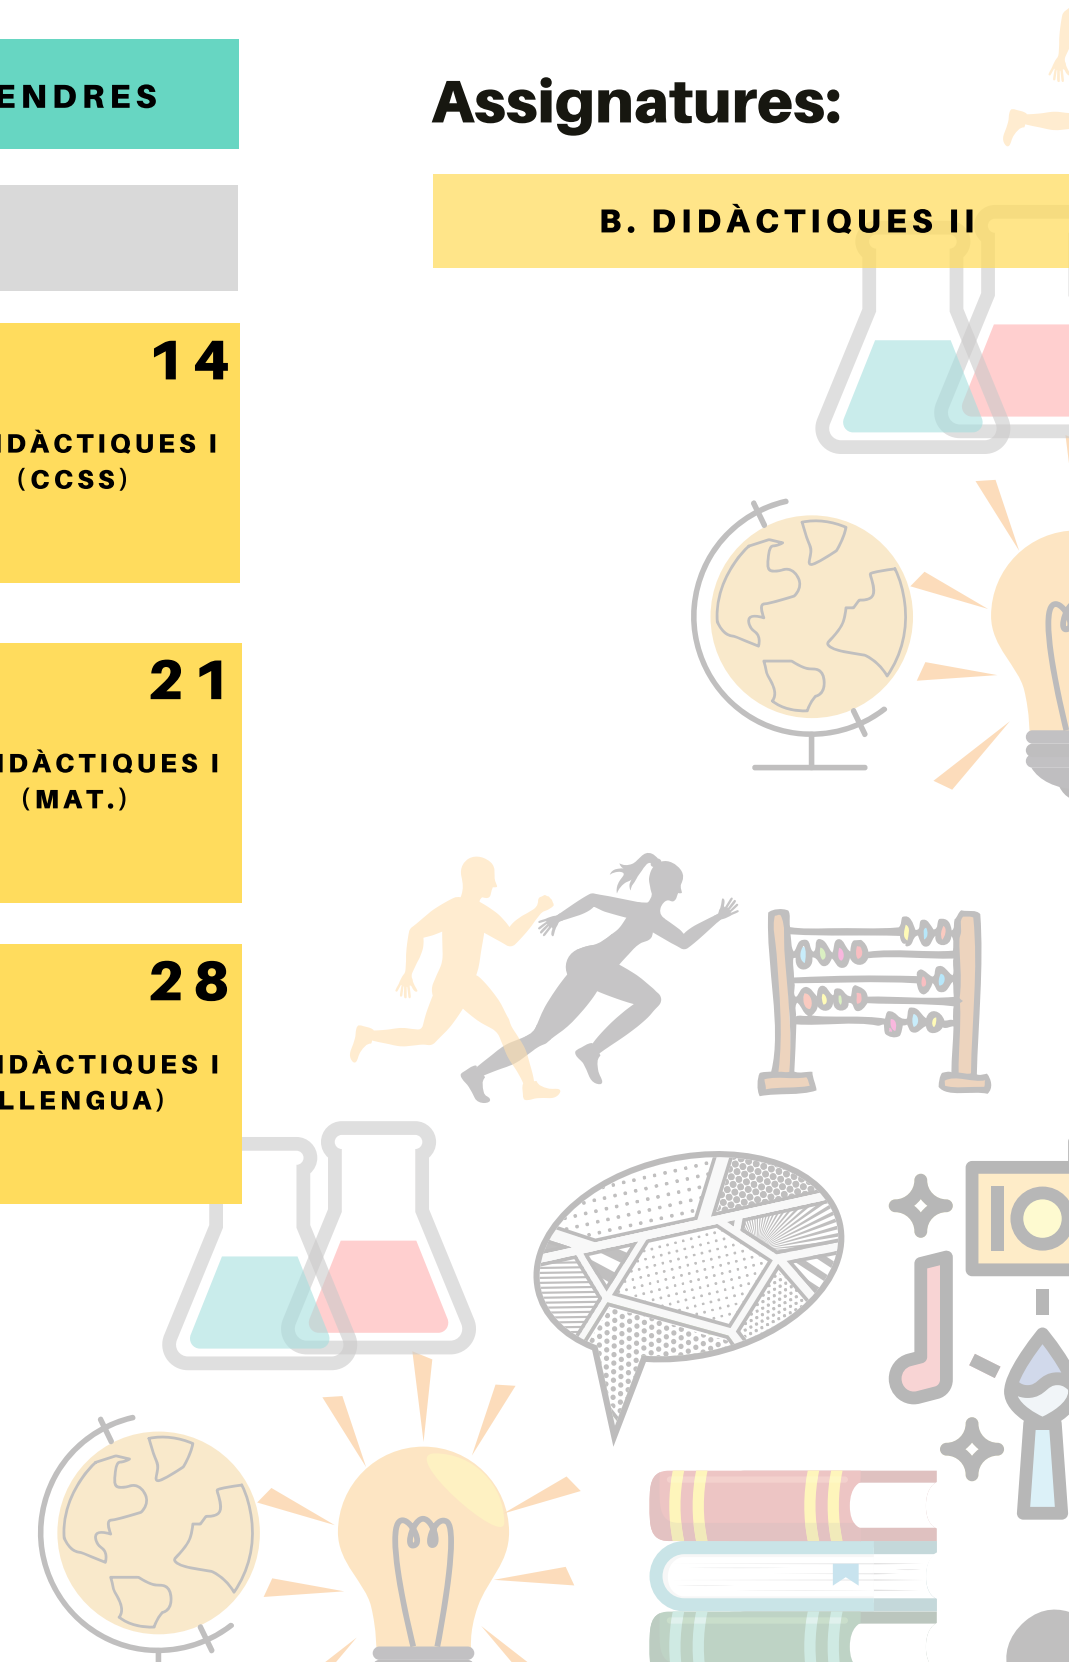 ENDRES
14
IDÀCTIQUES I
(CCSS)
21
IDÀCTIQUES I
(MAT.)
28
IDÀCTIQUES I
LLENGUA)
Assignatures:
B. DIDÀCTIQUES II